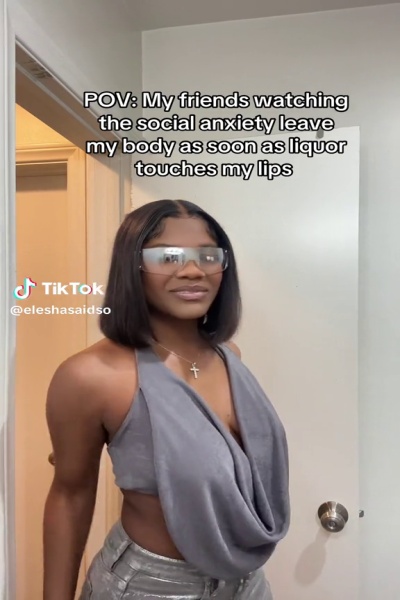 POV: My friends watching
the social anxiety leave
my body as soon as liquor
touches my lips
TikTok
@eleshasaidso